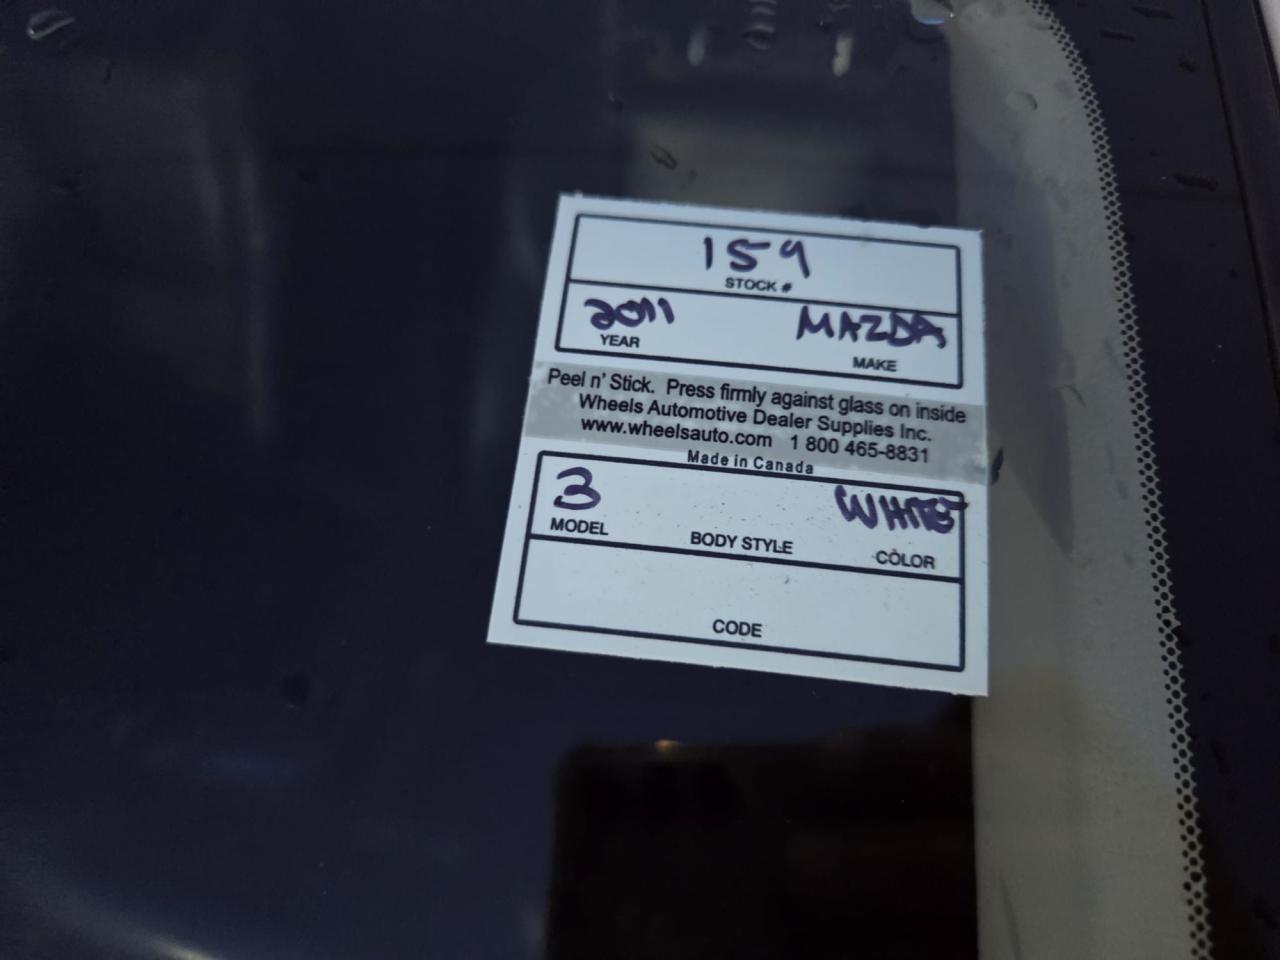 159
STOCK #
2011 MAZDA
YEAR MAKE
Peel n' Stick. Press firmly against glass on inside
Wheels Automotive Dealer Supplies Inc.
www.wheelsauto.com 1 800 465-8831
Made in Canada
3 WHITE
MODEL BODY STYLE COLOR
CODE